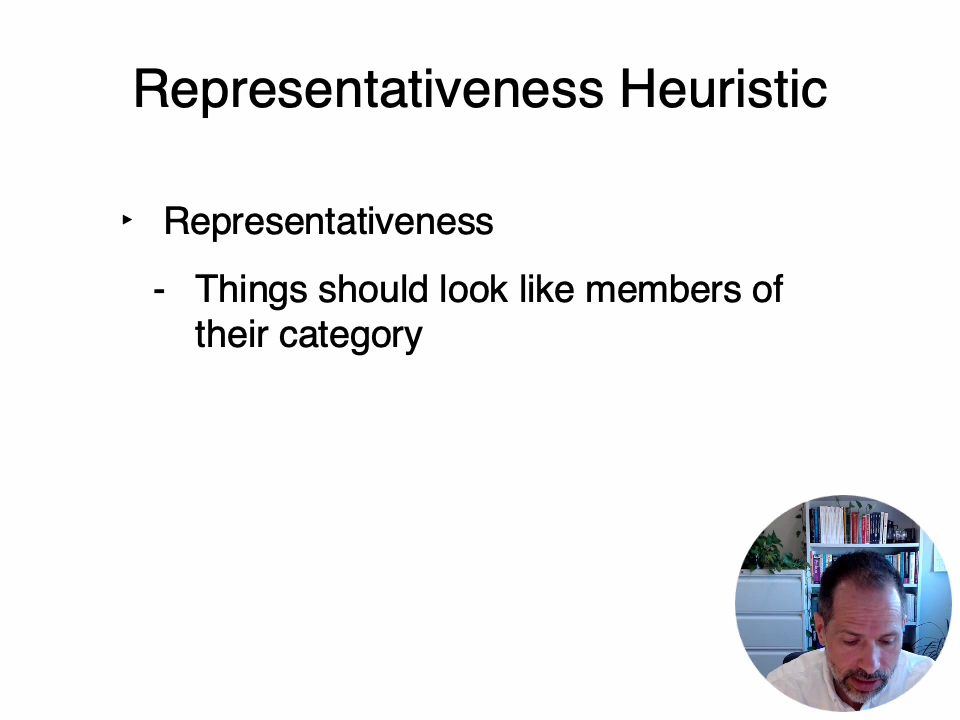 Representativeness Heuristic
‣ Representativeness
- Things should look like members of
their category